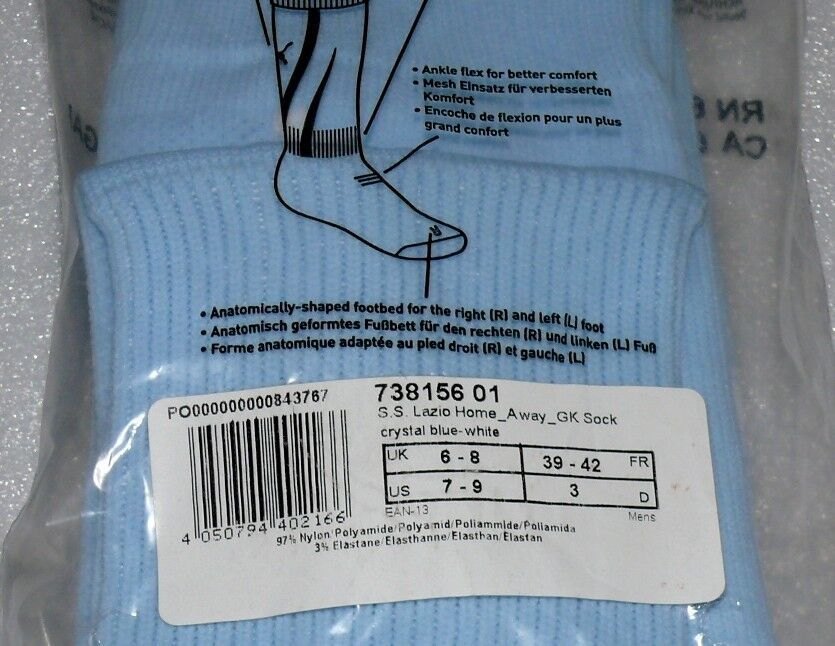 • Ankle flex for better comfort
• Mesh Einsatz für verbesserten
Komfort
• Encoche de flexion pour un plus
grand confort
RN
CA
R
• Anatomically-shaped footbed for the right (R) and left (L) foot
• Anatomisch geformtes Fußbett für den rechten (R) und linken (L) Fuß
• Forme anatomique adaptée au pied droit (R) et gauche (L)
PO000000000843767
738156 01
S.S. Lazio Home_Away_GK Sock
crystal blue-white
UK 6 - 8 39 - 42 FR
US 7 - 9 3 D
EAN-13 Mens
4 050794 402166
97% Nylon/Polyamide/Polyamid/Poliammide/Poliamida
3% Elastane/Elasthanne/Elasthan/Elastan